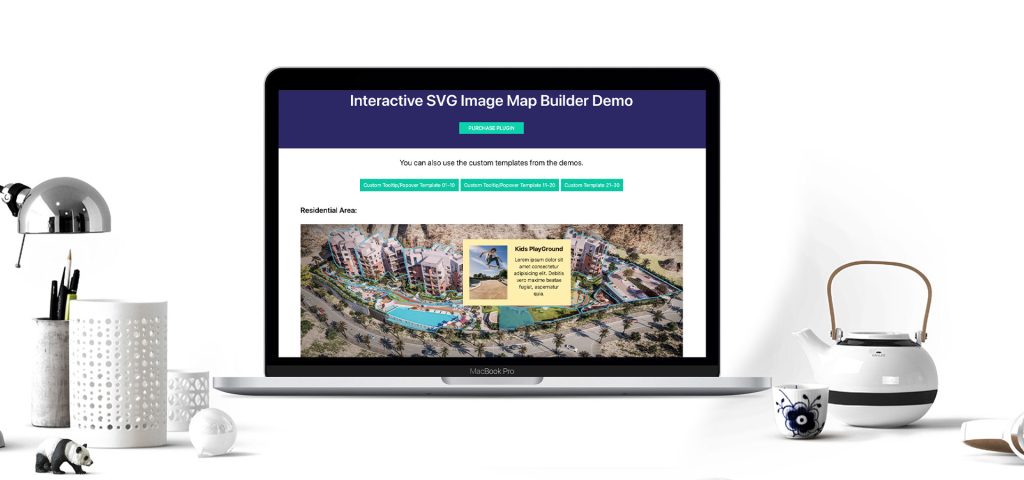 Interactive SVG Image Map Builder Demo
PURCHASE PLUGIN
You can also use the custom templates from the demos.
Custom Tooltip/Popover Template 01-10
Custom Tooltip/Popover Template 11-20
Custom Template 21-30
Residential Area:
Kids PlayGround
Lorem ipsum dolor sit
amet consectetur
adipisicing elit. Debitis
vero maxime beatae
fugiat, aspernatur
quia.
MacBook Pro